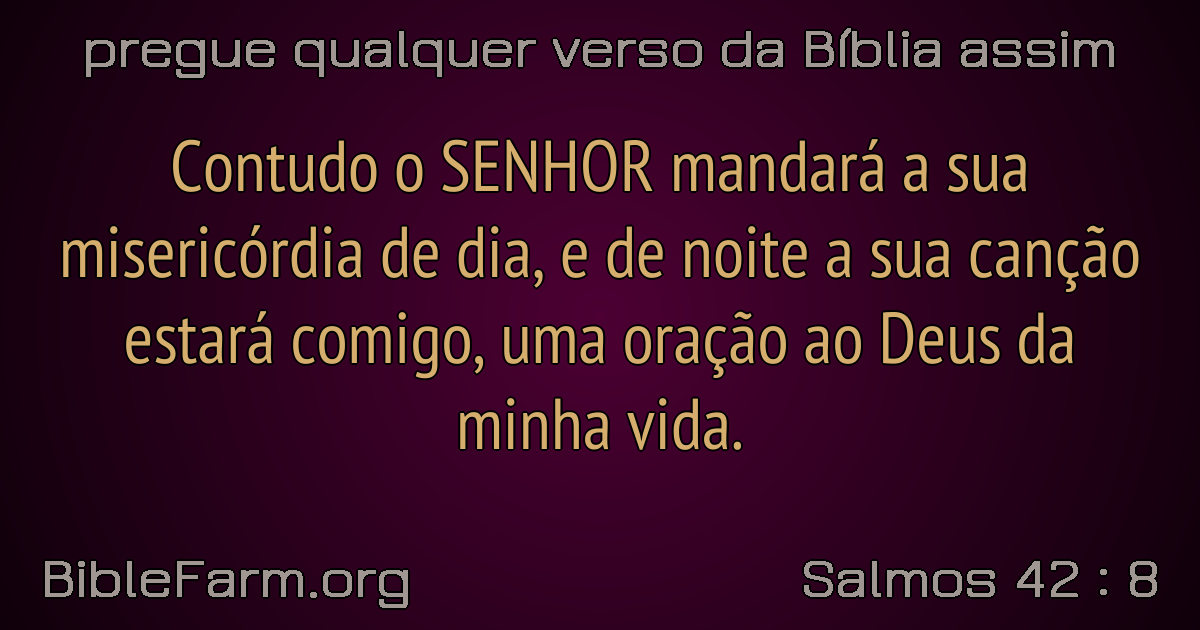 pregue qualquer verso da Bíblia assim
Contudo o SENHOR mandará a sua
misericórdia de dia, e de noite a sua canção
estará comigo, uma oração ao Deus da
minha vida.
BibleFarm.org
Salmos 42 : 8